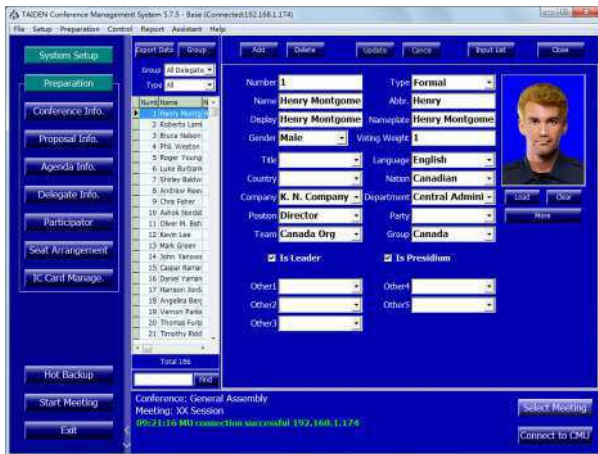 TAIDEN Conference Management System 5.7.5 - Base (Connected:192.168.1.174)
File Setup Preparation Control Report Assistant Help
System Setup
Preparation
Conference Info.
Proposal Info.
Agenda Info.
Delegate Info.
Participator
Seat Arrangement
IC Card Manage.
Hot Backup
Start Meeting
Exit
Export Data Group
Group All Delegate
Type All
Name
1 Henry Montg
2 Roberta Lamb
3 Bruce Nelson
4 Phil. Weston
5 Roger Young
6 Luke Burbank
7 Shirley Baldw
8 Andrew Reev
9 Chris Fisher
10 Ashok Nordst
11 Oliver M. Bish
12 Kevin Lee
13 Mark Green
14 John Yarwoo
15 Caspar Ramar
16 Daniel Yaman
17 Harrison Jordi
18 Angelina Berg
19 Vernon Parke
20 Thomas Furb
21 Timothy Ridd
Total 186
Find
Add Delete Update Cancel Input List Close
Number 1 Type Formal
Name Henry Montgome Abbr. Henry
Display Henry Montgome Nameplate Henry Montgome
Gender Male Voting Weight 1
Title Language English
Country Nation Canadian
Company K. N. Company Department Central Admini
Position Director Party
Team Canada Org Group Canada
Is Leader Is Presidium
Other1 Other4
Other2 Other5
Other3
Load Clear
More
Conference: General Assembly
Meeting: XX Session
09:21:16 MU connection successful 192.168.1.174
Select Meeting
Connect to CMU